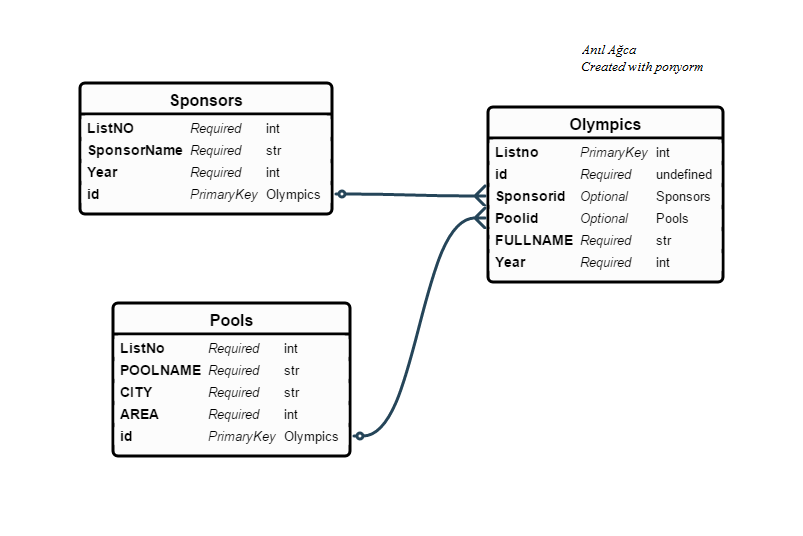 Anıl Ağca
Created with ponyorm
Sponsors
ListNO Required int
SponsorName Required str
Year Required int
id PrimaryKey Olympics
Olympics
Listno PrimaryKey int
id Required undefined
Sponsorid Optional Sponsors
Poolid Optional Pools
FULLNAME Required str
Year Required int
Pools
ListNo Required int
POOLNAME Required str
CITY Required str
AREA Required int
id PrimaryKey Olympics